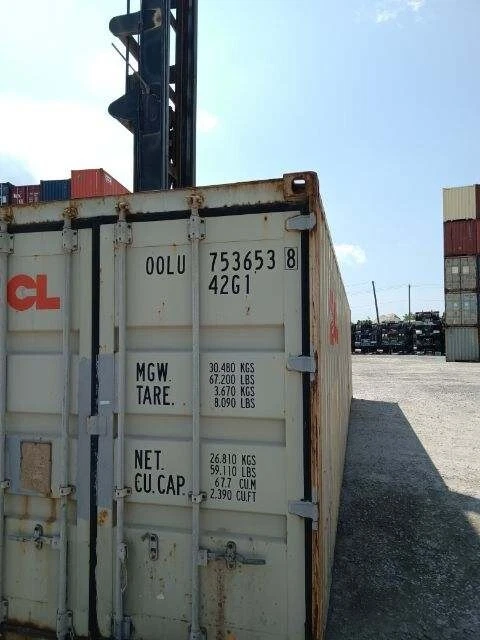 OOLU 753653 8
42G1
CL
MGW. 30.480 KGS
67.200 LBS
TARE. 3.670 KGS
8.090 LBS
NET. 26.810 KGS
59.110 LBS
CU.CAP. 67.7 CU.M
2.390 CU.FT